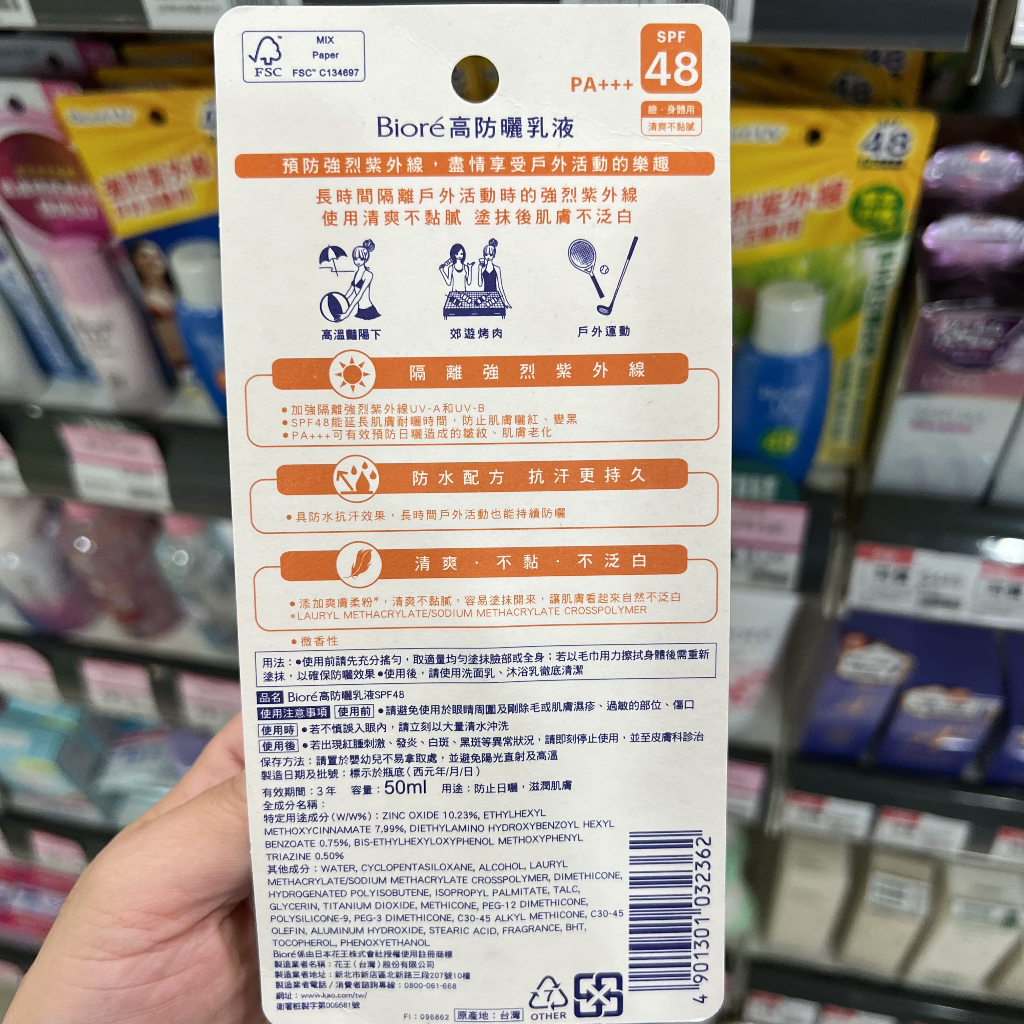 MIX
Paper
FSC™ C134697
FSC
SPF
48
PA+++
臉・身體用
清爽不黏膩
Bioré高防曬乳液
預防強烈紫外線，盡情享受戶外活動的樂趣
長時間隔離戶外活動時的強烈紫外線
使用清爽不黏膩 塗抹後肌膚不泛白
高溫豔陽下
郊遊烤肉
戶外運動
隔離強烈紫外線
•加強隔離強烈紫外線UV-A和UV-B
•SPF48能延長肌膚耐曬時間，防止肌膚曬紅、變黑
•PA+++可有效預防日曬造成的皺紋、肌膚老化
防水配方 抗汗更持久
•具防水抗汗效果，長時間戶外活動也能持續防曬
清爽・不黏・不泛白
•添加爽膚柔粉*，清爽不黏膩，容易塗抹開來，讓肌膚看起來自然不泛白
*LAURYL METHACRYLATE/SODIUM METHACRYLATE CROSSPOLYMER
•微香性
用法：•使用前請先充分搖勻，取適量均勻塗抹臉部或全身；若以毛巾用力擦拭身體後需重新
塗抹，以確保防曬效果•使用後，請使用洗面乳、沐浴乳徹底清潔
品名 Bioré高防曬乳液SPF48
使用注意事項 使用前 •請避免使用於眼睛周圍及剛除毛或肌膚濕疹、過敏的部位、傷口
使用時 •若不慎誤入眼內，請立刻以大量清水沖洗
使用後 •若出現紅腫刺激、發炎、白斑、黑斑等異常狀況，請即刻停止使用，並至皮膚科診治
保存方法：請置於嬰幼兒不易拿取處，並避免陽光直射及高溫
製造日期及批號：標示於瓶底（西元年/月/日）
有效期間：3年 容量：50ml 用途：防止日曬，滋潤肌膚
全成分名稱：
特定用途成分（W/W%）：ZINC OXIDE 10.23%, ETHYLHEXYL
METHOXYCINNAMATE 7.99%, DIETHYLAMINO HYDROXYBENZOYL HEXYL
BENZOATE 0.75%, BIS-ETHYLHEXYLOXYPHENOL METHOXYPHENYL
TRIAZINE 0.50%
其他成分：WATER, CYCLOPENTASILOXANE, ALCOHOL, LAURYL
METHACRYLATE/SODIUM METHACRYLATE CROSSPOLYMER, DIMETHICONE,
HYDROGENATED POLYISOBUTENE, ISOPROPYL PALMITATE, TALC,
GLYCERIN, TITANIUM DIOXIDE, METHICONE, PEG-12 DIMETHICONE,
POLYSILICONE-9, PEG-3 DIMETHICONE, C30-45 ALKYL METHICONE, C30-45
OLEFIN, ALUMINUM HYDROXIDE, STEARIC ACID, FRAGRANCE, BHT,
TOCOPHEROL, PHENOXYETHANOL
Bioré係由日本花王株式會社授權使用註冊商標
製造業者名稱：花王（台灣）股份有限公司
製造業者地址：新北市新店區北新路三段207號10樓
製造業者電話／消費者諮詢專線：0800-061-668
網址：www.kao.com/tw/
衛署粧製字第005681號
FI：096862
原產地：台灣
7
OTHER
4 901301 032362
48
48